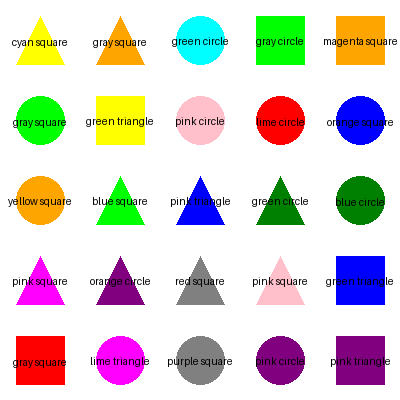 cyan square
gray square
green circle
gray circle
magenta square
gray square
green triangle
pink circle
lime circle
orange square
yellow square
blue square
pink triangle
green circle
blue circle
pink square
orange circle
red square
pink square
green triangle
gray square
lime triangle
purple square
pink circle
pink triangle